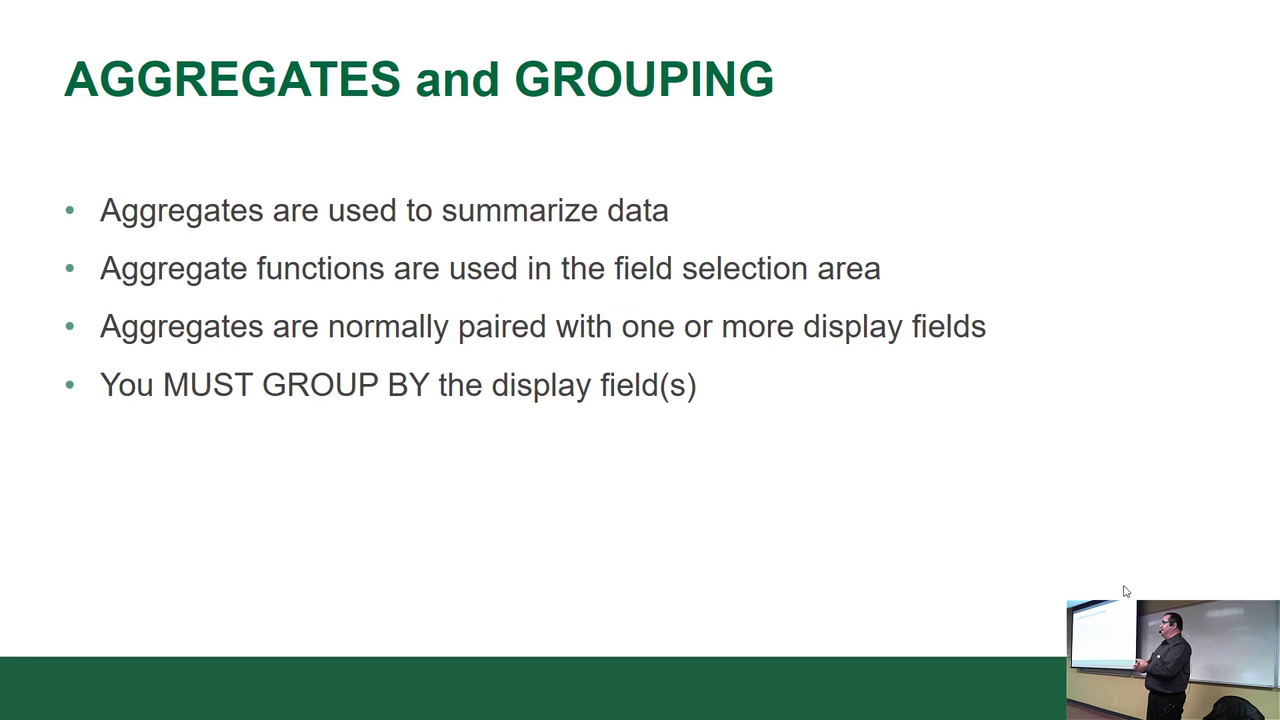 AGGREGATES and GROUPING
• Aggregates are used to summarize data
• Aggregate functions are used in the field selection area
• Aggregates are normally paired with one or more display fields
• You MUST GROUP BY the display field(s)